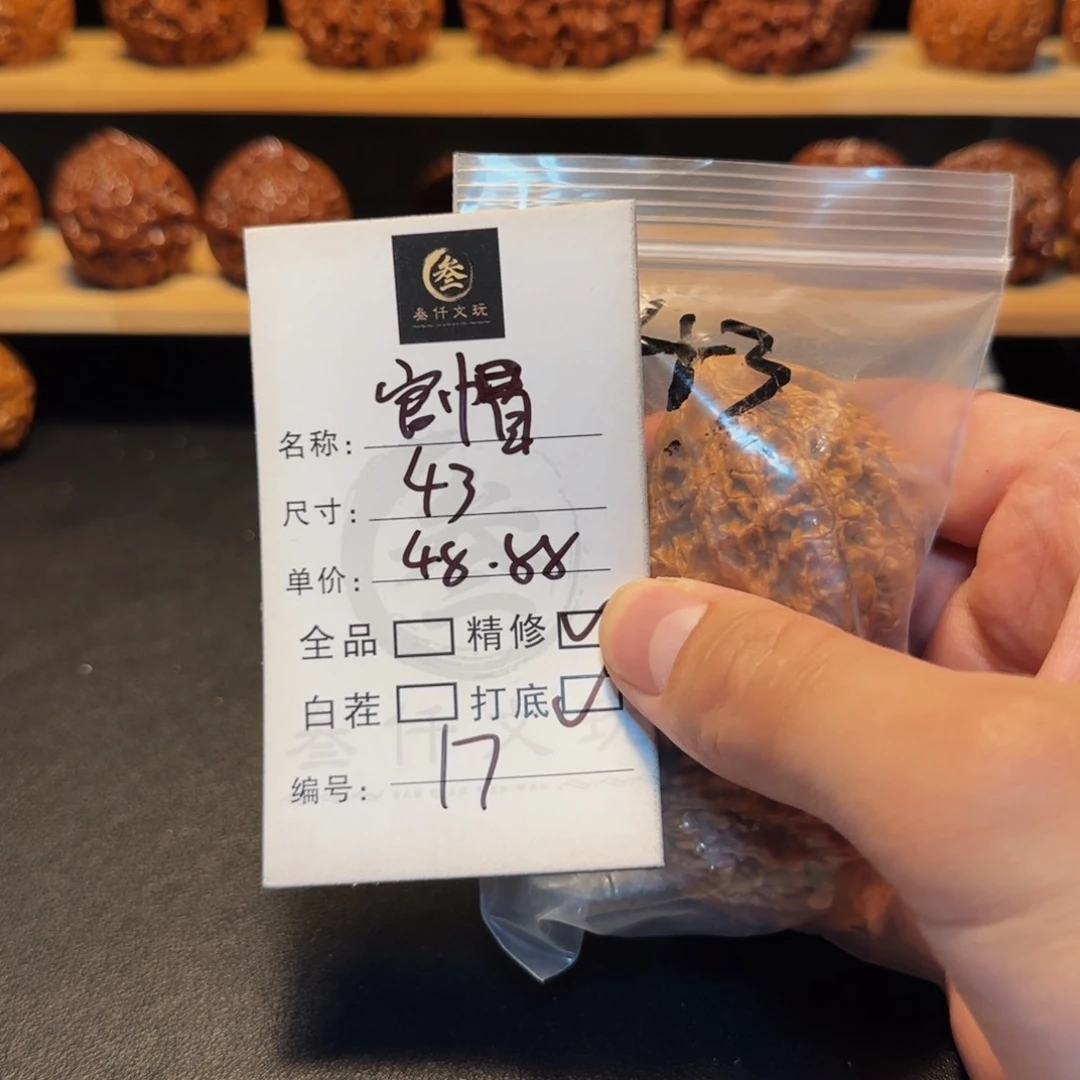 叁
叁仟文玩
名称: 官帽
尺寸: 43
单价: 48.88
全品 精修 ✓
白茬 打底 ✓
编号: 17
43